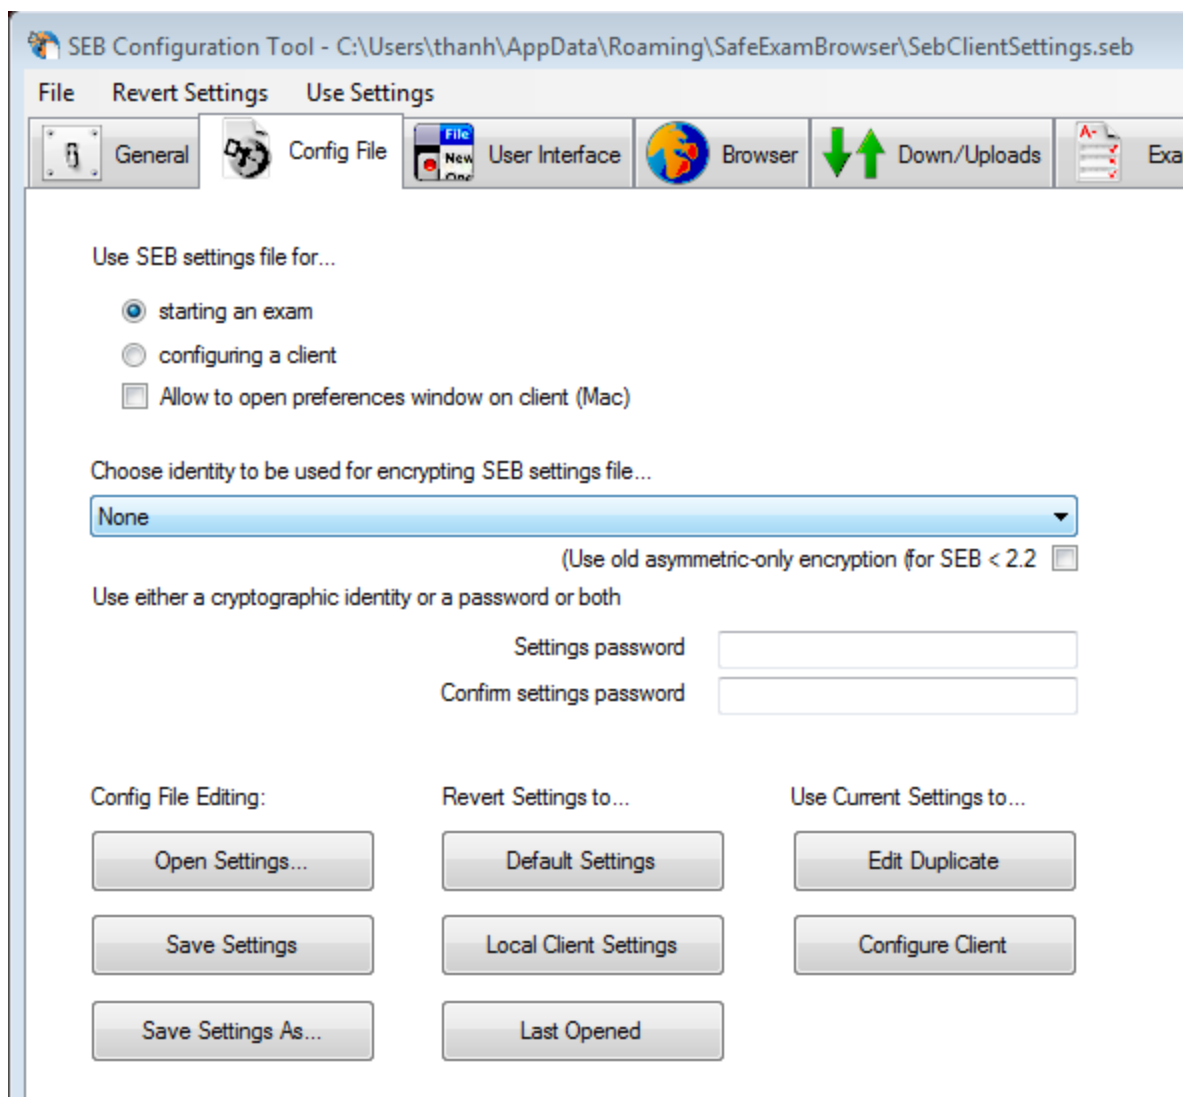 SEB Configuration Tool - C:\Users\thanh\AppData\Roaming\SafeExamBrowser\SebClientSettings.seb
File Revert Settings Use Settings
General Config File File New User Interface Browser Down/Uploads A- Exa
Use SEB settings file for...
starting an exam
configuring a client
Allow to open preferences window on client (Mac)
Choose identity to be used for encrypting SEB settings file...
None
(Use old asymmetric-only encryption (for SEB < 2.2
Use either a cryptographic identity or a password or both
Settings password
Confirm settings password
Config File Editing: Revert Settings to... Use Current Settings to...
Open Settings... Default Settings Edit Duplicate
Save Settings Local Client Settings Configure Client
Save Settings As... Last Opened